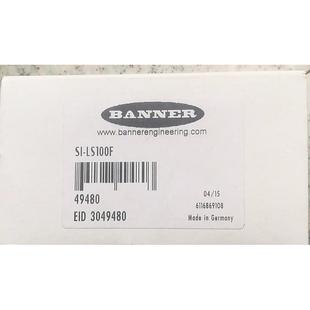 BANNER
www.bannerengineering.com
SI-LS100F
49480
EID 3049480
04/15
6116869108
Made in Germany